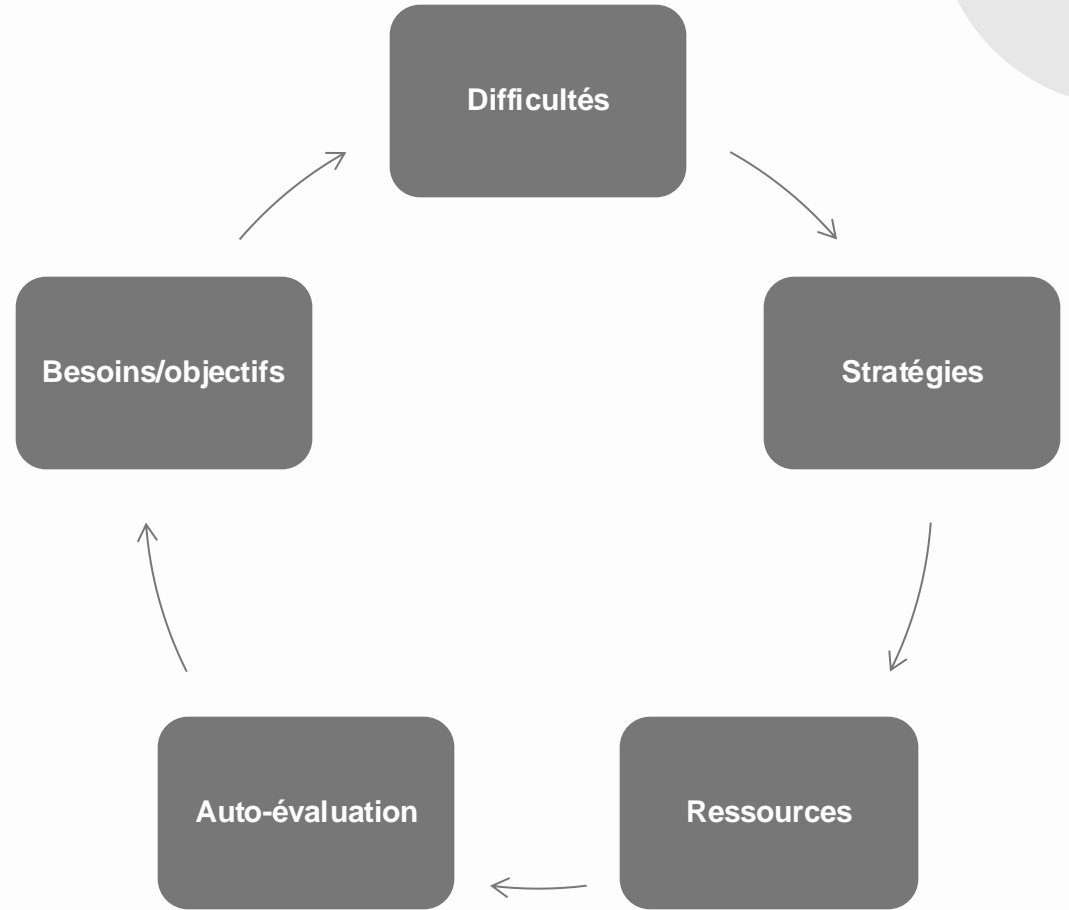 Difficultés
Stratégies
Ressources
Auto-évaluation
Besoins/objectifs